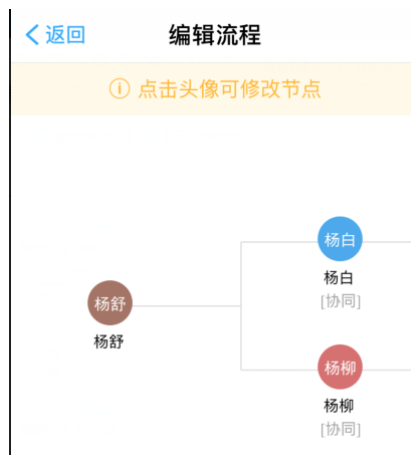 返回 编辑流程
点击头像可修改节点
杨白
杨白
[协同]
杨舒
杨舒
杨柳
杨柳
[协同]